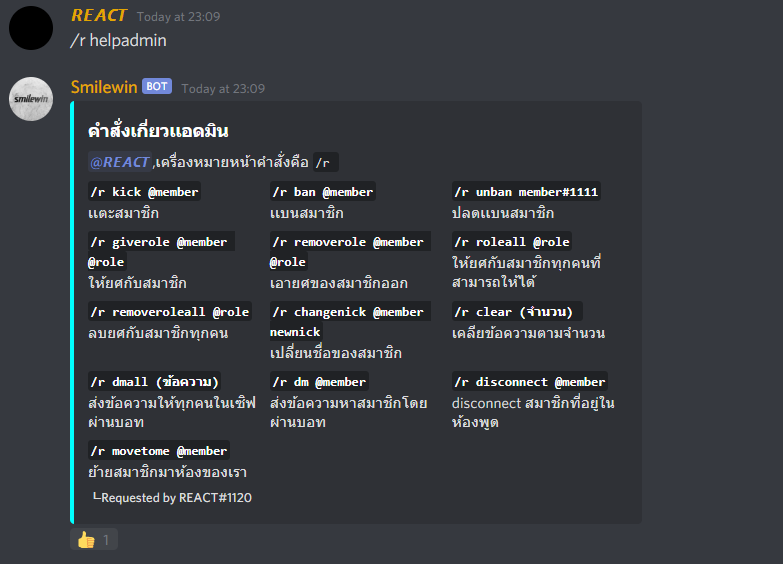 REACT Today at 23:09
/r helpadmin
smilewin
Smilewin BOT Today at 23:09
คำสั่งเกี่ยวแอดมิน
@REACT,เครื่องหมายหน้าคำสั่งคือ /r
/r kick @member
เเตะสมาชิก
/r ban @member
เเบนสมาชิก
/r unban member#1111
ปลดเเบนสมาชิก
/r giverole @member
@role
ให้ยศกับสมาชิก
/r removerole @member
@role
เอายศของสมาชิกออก
/r roleall @role
ให้ยศกับสมาชิกทุกคนที่
สามารถให้ได้
/r removeroleall @role
ลบยศกับสมาชิกทุกคน
/r changenick @member
newnick
เปลี่ยนชื่อของสมาชิก
/r clear (จำนวน)
เคลียข้อความตามจำนวน
/r dmall (ข้อความ)
ส่งข้อความให้ทุกคนในเซิฟ
ผ่านบอท
/r dm @member
ส่งข้อความหาสมาชิกโดย
ผ่านบอท
/r disconnect @member
disconnect สมาชิกที่อยู่ใน
ห้องพูด
/r movetome @member
ย้ายสมาชิกมาห้องของเรา
┗Requested by REACT#1120
1